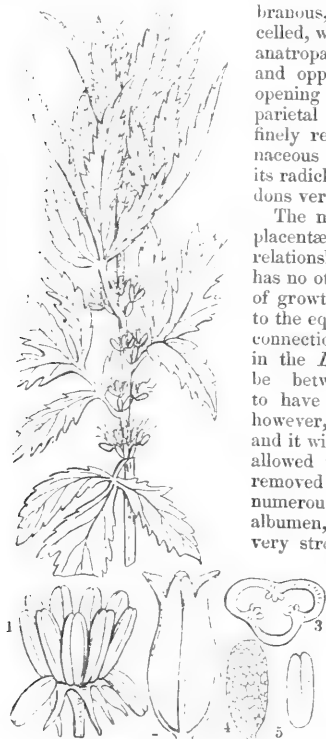 branous,
celled, w
anatropa
and opp
opening
parietal
finely re
naceous
its radicl
dons ver
The n
placentæ
relations
has no ot
of growt
to the eq
connectio
in the
be betw
to have
however,
and it wi
allowed
removed
numerou
albumen,
very stro
1
3
4 5